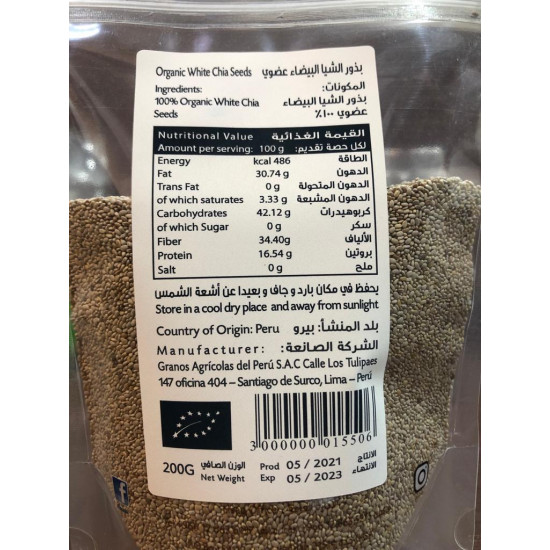 Organic White Chia Seeds بذور الشيا البيضاء عضوي
Ingredients: المكونات:
100% Organic White Chia Seeds بذور الشيا البيضاء عضوي ١٠٠٪
Nutritional Value القيمة الغذائية
Amount per serving: 100 g لكل حصة تقديم:
Energy kcal 486 الطاقة
Fat 30.74 g الدهون
Trans Fat 0 g الدهون المتحولة
of which saturates 3.33 g الدهون المشبعة
Carbohydrates 42.12 g كربوهيدرات
of which Sugar 0 g سكر
Fiber 34.40g الألياف
Protein 16.54 g بروتين
Salt 0 g ملح
يحفظ في مكان بارد و جاف و بعيدا عن أشعة الشمس
Store in a cool dry place and away from sunlight
Country of Origin: Peru بلد المنشأ: بيرو
Manufacturer: الشركة الصانعة:
Granos Agrícolas del Perú S.A.C Calle Los Tulipaes
147 oficina 404 – Santiago de Surco, Lima – Perú
3 000000 015506
200G الوزن الصافي Net Weight
Prod 05 / 2021 الانتاج
Exp 05 / 2023 الانتهاء